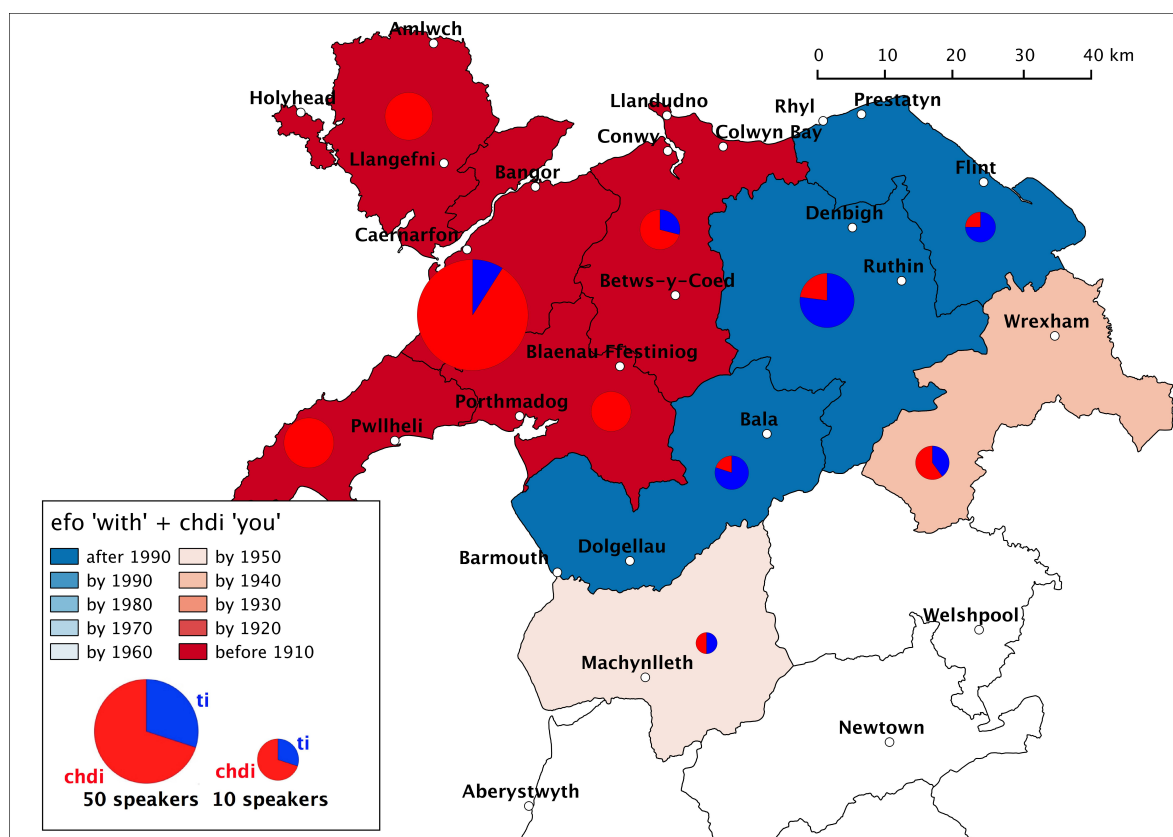 Amlwch
0 10 20 30 40 km
Holyhead
Llandudno
Rhyl
Prestatyn
Conwy
Colwyn Bay
Llangefni
Bangor
Flint
Denbigh
Caernarfon
Ruthin
Betws-y-Coed
Wrexham
Blaenau Ffestiniog
Porthmadog
Pwllheli
Bala
efo 'with' + chdi 'you'
after 1990
by 1950
by 1990
by 1940
by 1980
by 1930
by 1970
by 1920
by 1960
before 1910
ti
chdi
50 speakers
ti
chdi
10 speakers
Barmouth
Dolgellau
Welshpool
Machynlleth
Newtown
Aberystwyth